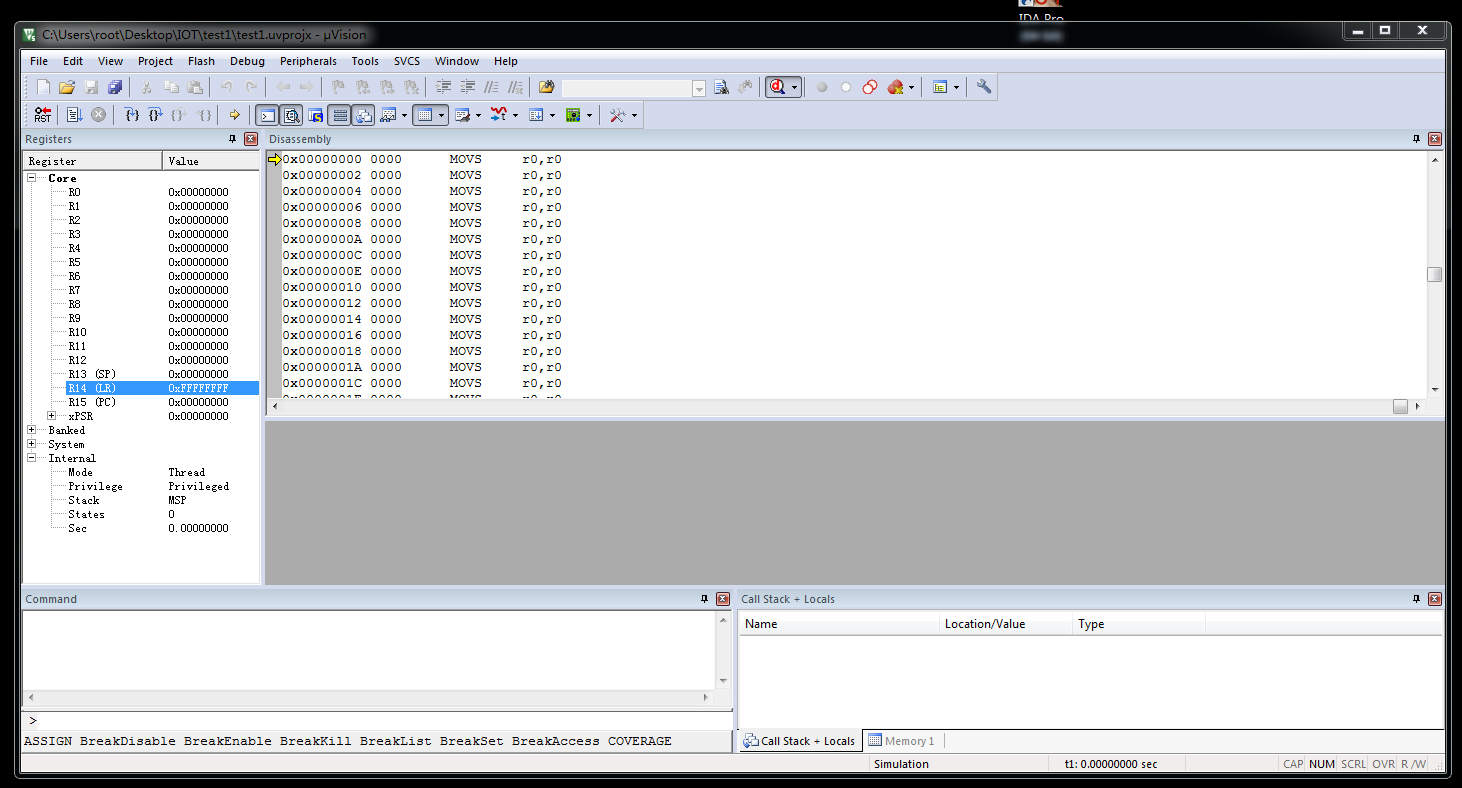 IDA Pro
C:\Users\root\Desktop\IOT\test1\test1.uvprojx - µVision
File Edit View Project Flash Debug Peripherals Tools SVCS Window Help
RST
Registers
Register Value
Core
R0 0x00000000
R1 0x00000000
R2 0x00000000
R3 0x00000000
R4 0x00000000
R5 0x00000000
R6 0x00000000
R7 0x00000000
R8 0x00000000
R9 0x00000000
R10 0x00000000
R11 0x00000000
R12 0x00000000
R13 (SP) 0x00000000
R14 (LR) 0xFFFFFFFF
R15 (PC) 0x00000000
xPSR 0x00000000
Banked
System
Internal
Mode Thread
Privilege Privileged
Stack MSP
States 0
Sec 0.00000000
Disassembly
0x00000000 0000 MOVS r0,r0
0x00000002 0000 MOVS r0,r0
0x00000004 0000 MOVS r0,r0
0x00000006 0000 MOVS r0,r0
0x00000008 0000 MOVS r0,r0
0x0000000A 0000 MOVS r0,r0
0x0000000C 0000 MOVS r0,r0
0x0000000E 0000 MOVS r0,r0
0x00000010 0000 MOVS r0,r0
0x00000012 0000 MOVS r0,r0
0x00000014 0000 MOVS r0,r0
0x00000016 0000 MOVS r0,r0
0x00000018 0000 MOVS r0,r0
0x0000001A 0000 MOVS r0,r0
0x0000001C 0000 MOVS r0,r0
0x0000001E 0000 MOVS r0,r0
Command
>
ASSIGN BreakDisable BreakEnable BreakKill BreakList BreakSet BreakAccess COVERAGE
Call Stack + Locals
Name Location/Value Type
Call Stack + Locals Memory 1
Simulation t1: 0.00000000 sec CAP NUM SCRL OVR R/W